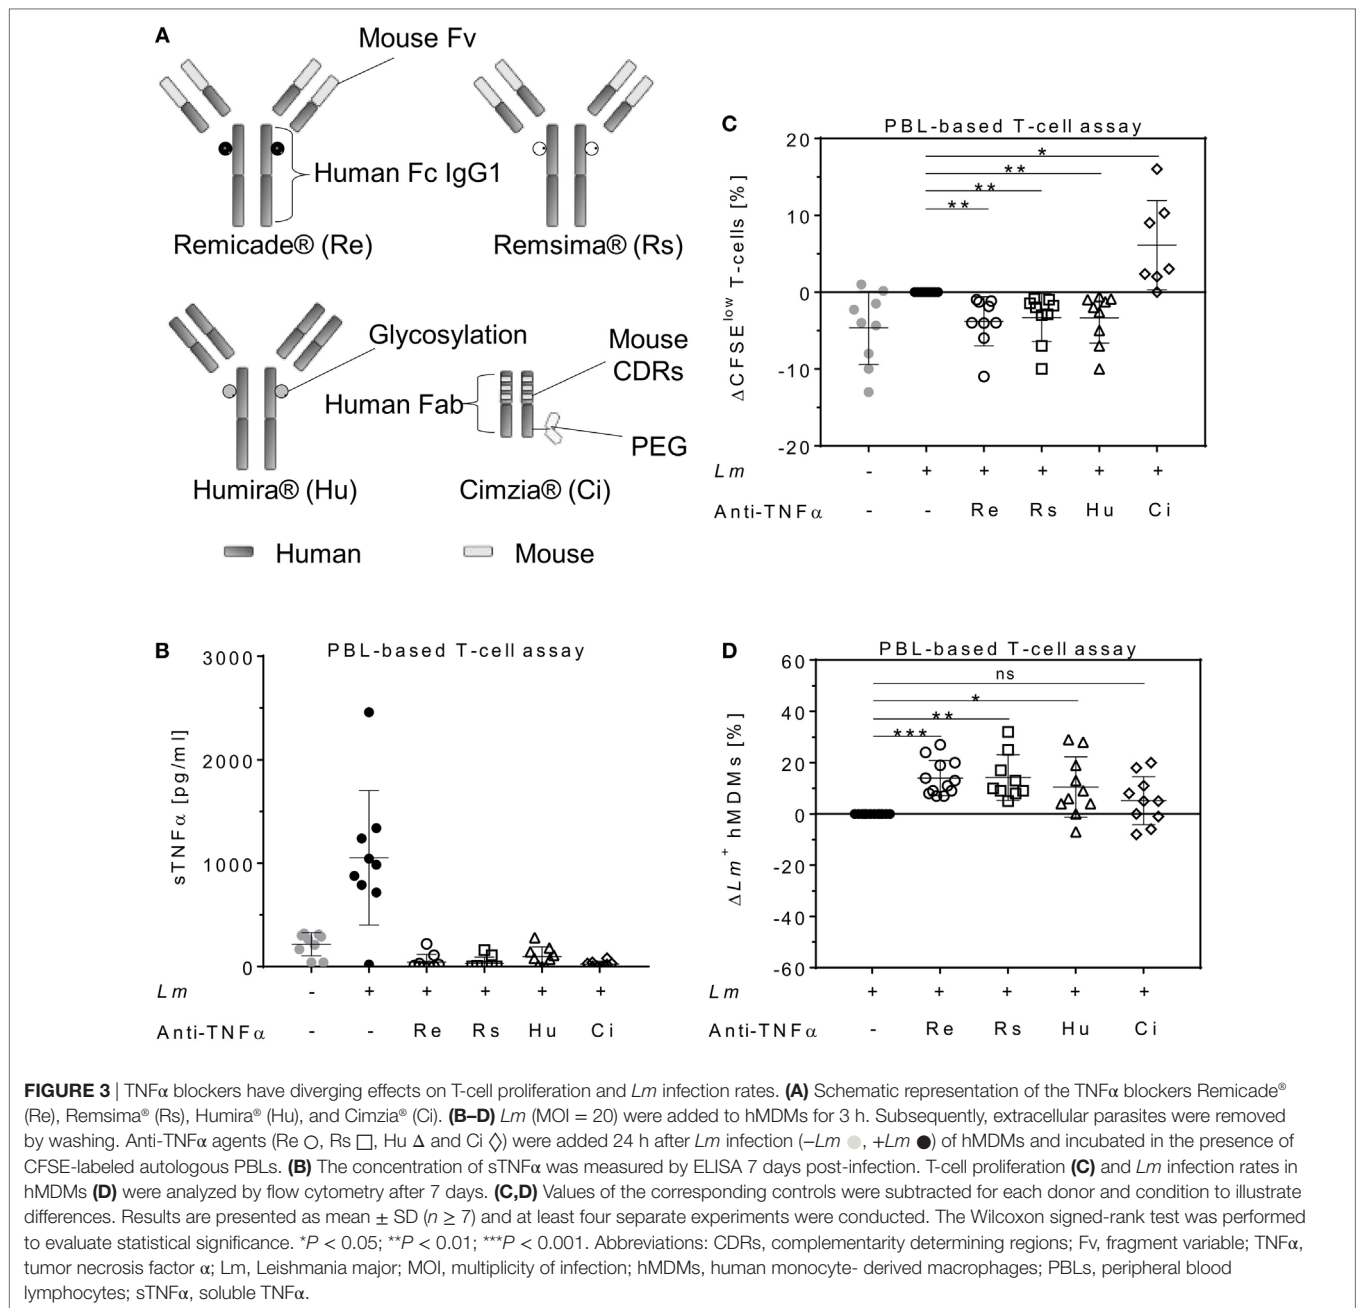 A
Mouse Fv
Human Fc IgG1
Remicade® (Re)
Remsima® (Rs)
Glycosylation
Mouse
CDRs
Human Fab
PEG
Humira® (Hu)
Cimzia® (Ci)
Human
Mouse
B
PBL-based T-cell assay
sTNFα [pg/ml]
3000
2000
1000
0
Lm - + + + + +
Anti-TNFα - - Re Rs Hu Ci
C
PBL-based T-cell assay
ΔCFSElow T-cells [%]
20
10
0
-10
-20
*
**
**
**
Lm - + + + + +
Anti-TNFα - - Re Rs Hu Ci
D
PBL-based T-cell assay
ΔLm+ hMDMs [%]
60
40
20
0
-20
-40
-60
ns
*
**
***
Lm + + + + +
Anti-TNFα - Re Rs Hu Ci
FIGURE 3 | TNFα blockers have diverging effects on T-cell proliferation and Lm infection rates. (A) Schematic representation of the TNFα blockers Remicade®
(Re), Remsima® (Rs), Humira® (Hu), and Cimzia® (Ci). (B–D) Lm (MOI = 20) were added to hMDMs for 3 h. Subsequently, extracellular parasites were removed
by washing. Anti-TNFα agents (Re ○, Rs □, Hu Δ and Ci ◊) were added 24 h after Lm infection (–Lm ●, +Lm ●) of hMDMs and incubated in the presence of
CFSE-labeled autologous PBLs. (B) The concentration of sTNFα was measured by ELISA 7 days post-infection. T-cell proliferation (C) and Lm infection rates in
hMDMs (D) were analyzed by flow cytometry after 7 days. (C,D) Values of the corresponding controls were subtracted for each donor and condition to illustrate
differences. Results are presented as mean ± SD (n ≥ 7) and at least four separate experiments were conducted. The Wilcoxon signed-rank test was performed
to evaluate statistical significance. *P < 0.05; **P < 0.01; ***P < 0.001. Abbreviations: CDRs, complementarity determining regions; Fv, fragment variable; TNFα,
tumor necrosis factor α; Lm, Leishmania major; MOI, multiplicity of infection; hMDMs, human monocyte- derived macrophages; PBLs, peripheral blood
lymphocytes; sTNFα, soluble TNFα.